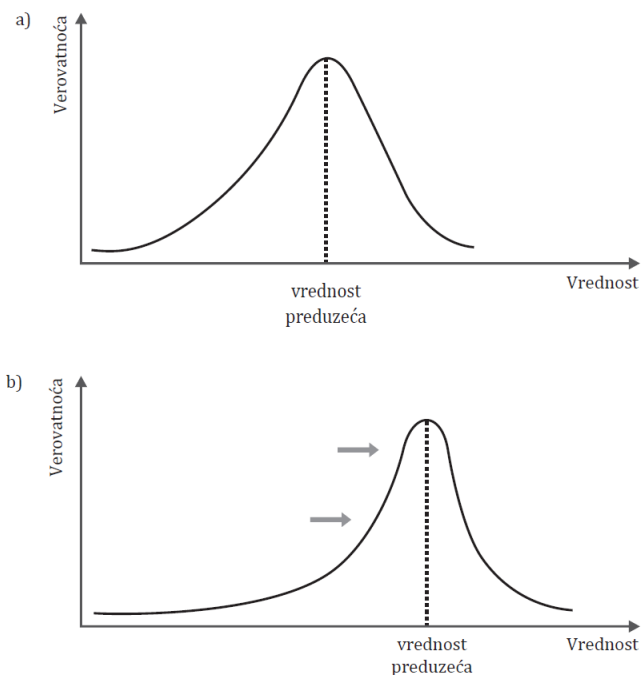 a)
Verovatnoća
Vrednost
vrednost
preduzeća
b)
Verovatnoća
vrednost
preduzeća
Vrednost